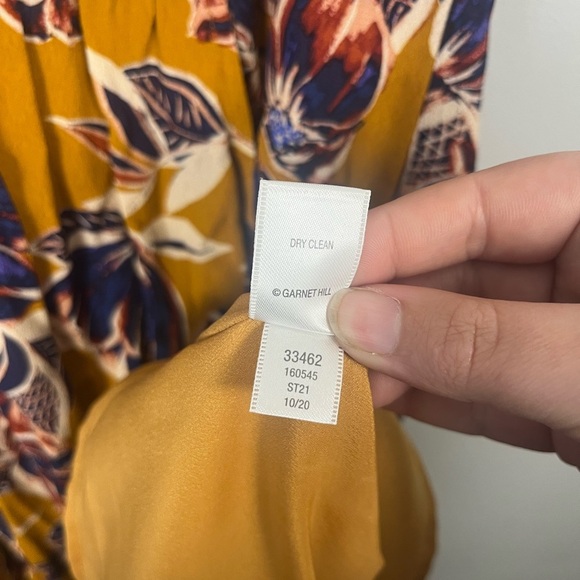 DRY CLEAN
© GARNET HILL
33462
160545
ST21
10/20